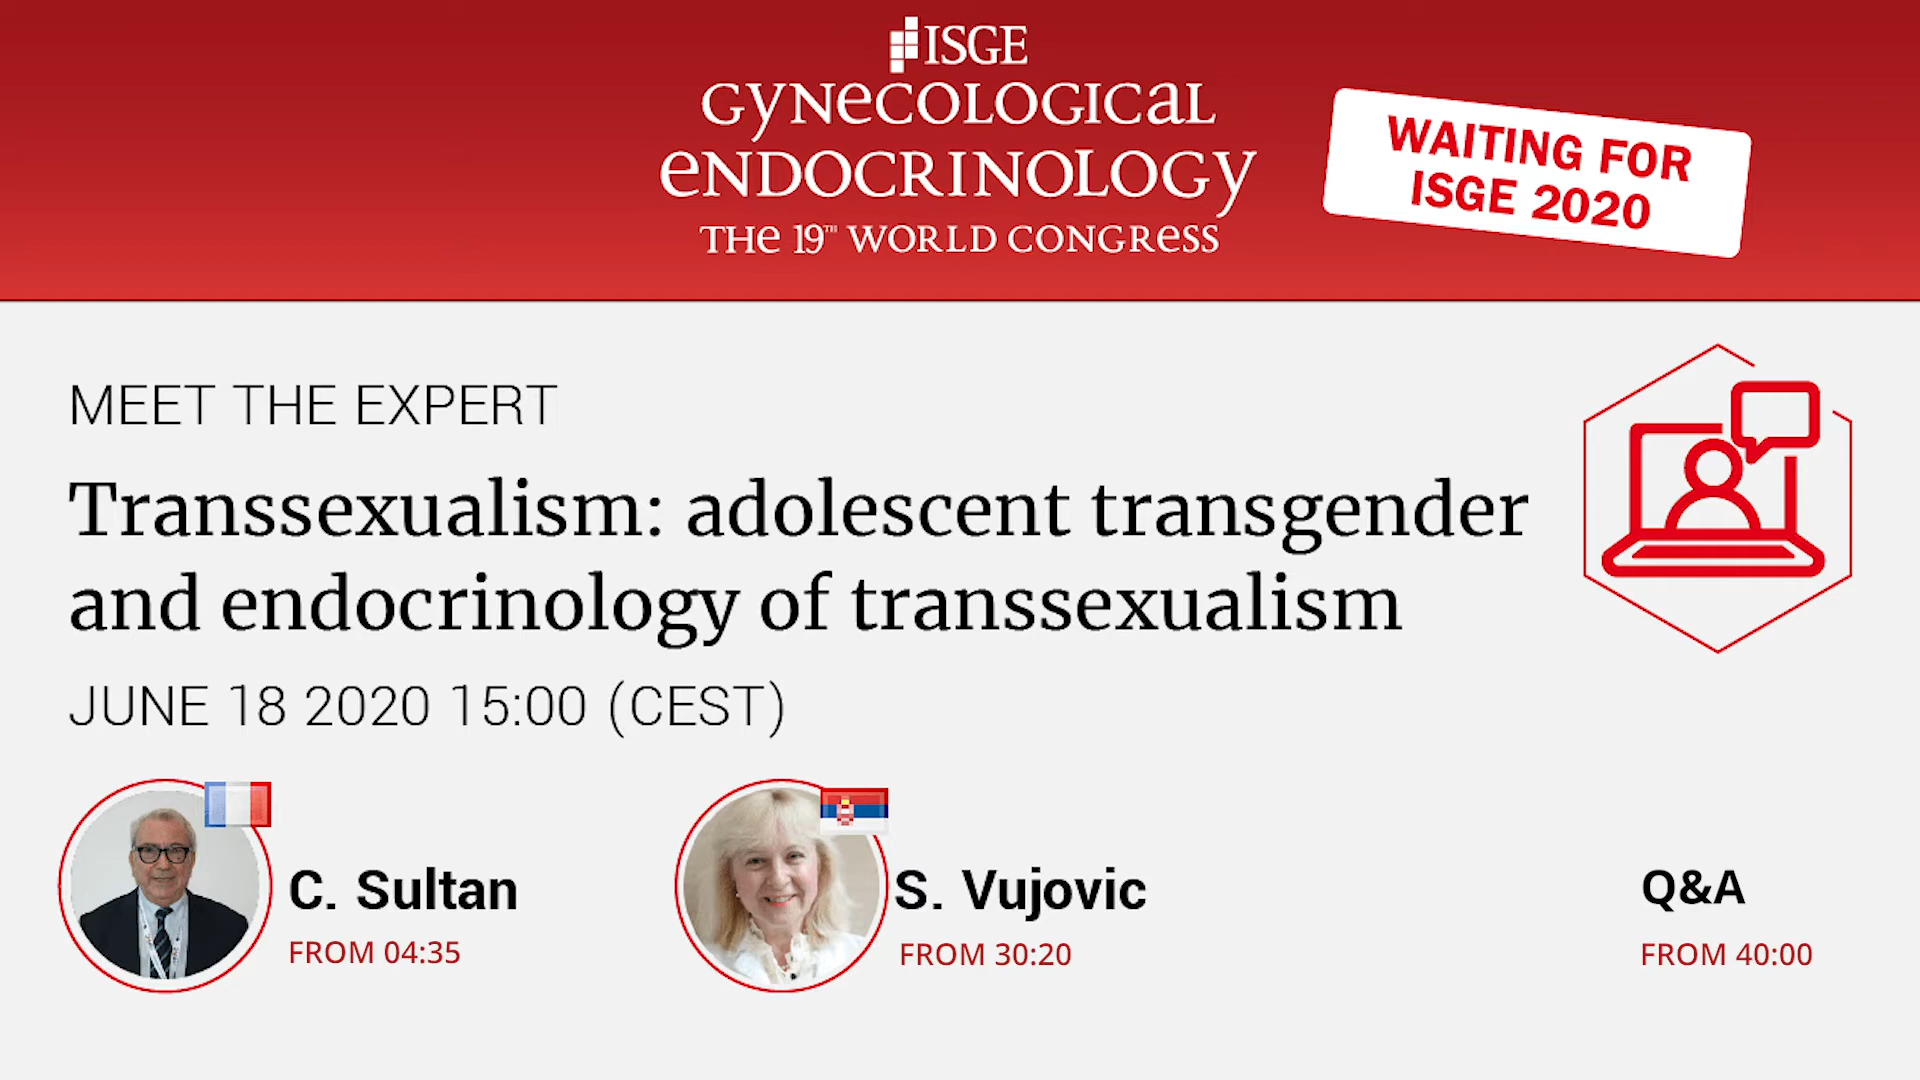 ISGE
GYNECOLOGICAL
ENDOCRINOLOGY
THE 19TH WORLD CONGRESS
WAITING FOR
ISGE 2020
MEET THE EXPERT
Transsexualism: adolescent transgender
and endocrinology of transsexualism
JUNE 18 2020 15:00 (CEST)
C. Sultan
FROM 04:35
S. Vujovic
FROM 30:20
Q&A
FROM 40:00